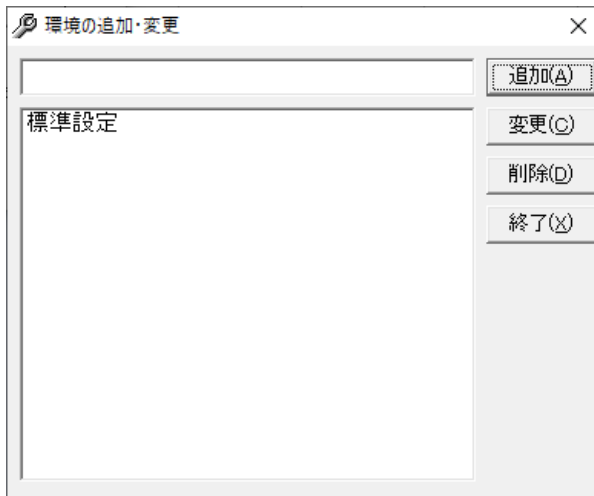 環境の追加・変更
追加(A)
標準設定
変更(C)
削除(D)
終了(X)